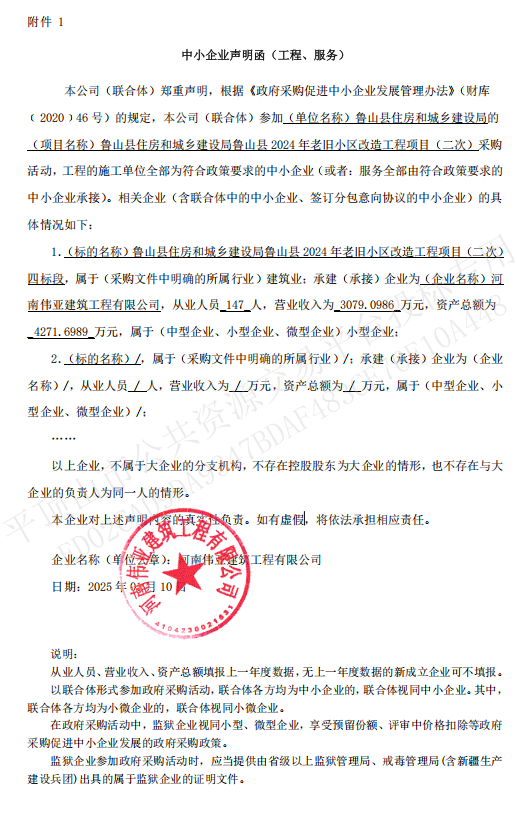 附件 1
中小企业声明函（工程、服务）
本公司（联合体）郑重声明，根据《政府采购促进中小企业发展管理办法》（财库
﹝2020﹞46 号）的规定，本公司（联合体）参加（单位名称）鲁山县住房和城乡建设局的
（项目名称）鲁山县住房和城乡建设局鲁山县 2024 年老旧小区改造工程项目（二次）采购
活动，工程的施工单位全部为符合政策要求的中小企业（或者：服务全部由符合政策要求的
中小企业承接）。相关企业（含联合体中的中小企业、签订分包意向协议的中小企业）的具
体情况如下：
1.（标的名称）鲁山县住房和城乡建设局鲁山县 2024 年老旧小区改造工程项目（二次）
四标段，属于（采购文件中明确的所属行业）建筑业；承建（承接）企业为（企业名称）河
南伟亚建筑工程有限公司，从业人员 147 人，营业收入为 3079.0986 万元，资产总额为
4271.6989 万元，属于（中型企业、小型企业、微型企业）小型企业；
2.（标的名称）/，属于（采购文件中明确的所属行业）/；承建（承接）企业为（企业
名称）/，从业人员 / 人，营业收入为 / 万元，资产总额为 / 万元，属于（中型企业、小
型企业、微型企业）/；
……
以上企业，不属于大企业的分支机构，不存在控股股东为大企业的情形，也不存在与大
企业的负责人为同一人的情形。
本企业对上述声明内容的真实性负责。如有虚假，将依法承担相应责任。
企业名称（单位公章）：河南伟亚建筑工程有限公司
日期：2025 年 0 月 10 日
河南伟亚建筑工程有限公司
4104230021831
说明：
从业人员、营业收入、资产总额填报上一年度数据，无上一年度数据的新成立企业可不填报。
以联合体形式参加政府采购活动，联合体各方均为中小企业的，联合体视同中小企业。其中，
联合体各方均为小微企业的，联合体视同小微企业。
在政府采购活动中，监狱企业视同小型、微型企业，享受预留份额、评审中价格扣除等政府
采购促进中小企业发展的政府采购政策。
监狱企业参加政府采购活动时，应当提供由省级以上监狱管理局、戒毒管理局(含新疆生产
建设兵团)出具的属于监狱企业的证明文件。